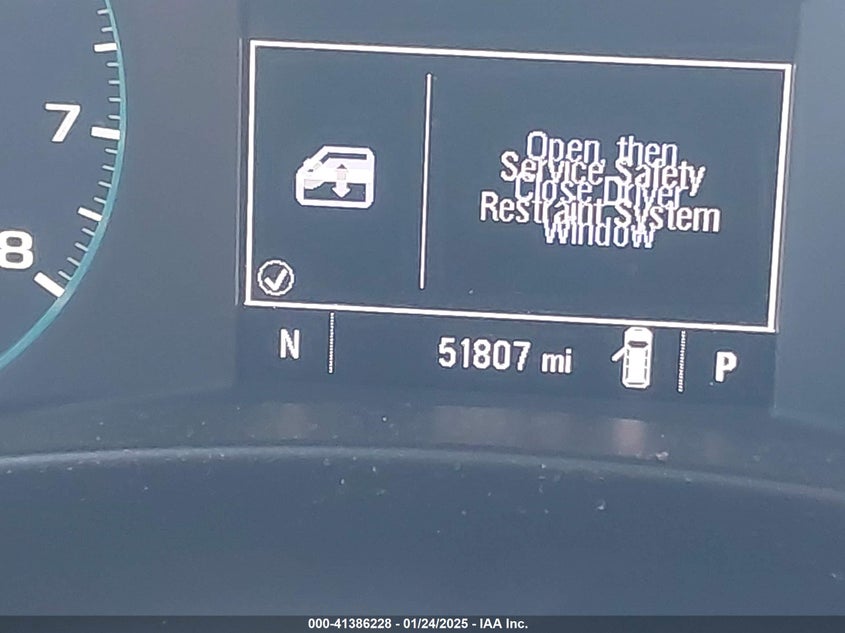 7
8
Open, then
Service Safety
Close Driver
Restraint System
Window
N
51807 mi
P
000-41386228 - 01/24/2025 - IAA Inc.